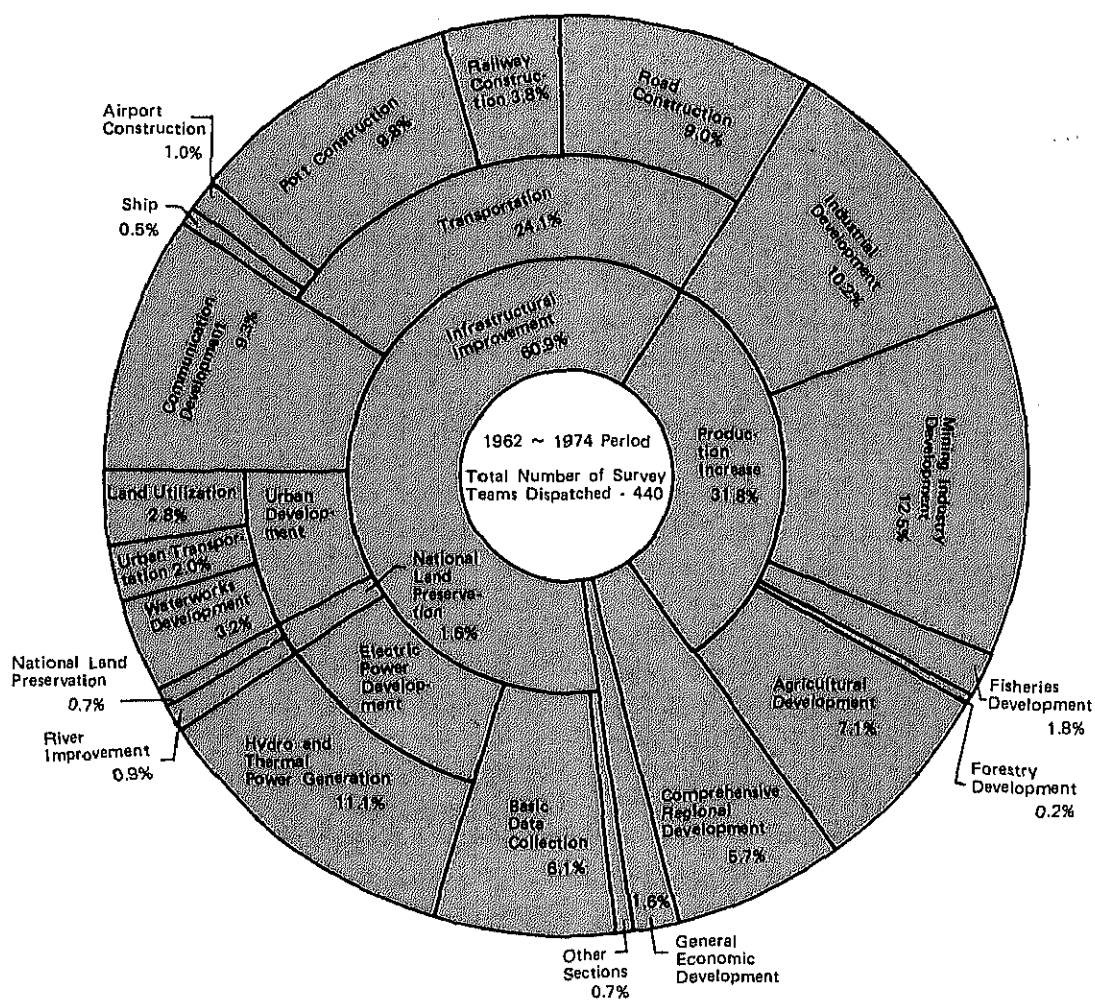 1962 ~ 1974 Period
Total Number of Survey
Teams Dispatched - 440
Infrastructural
Improvement
60.9%
Transportation
24.1%
Road
Construction
9.0%
Railway
Construc-
tion 3.8%
Port Construction
9.8%
Airport
Construction
1.0%
Ship
0.5%
Communication
Development
9.3%
Urban
Develop-
ment
Land Utilization
2.8%
Urban Transpor-
tation 2.0%
Waterworks
Development
3.2%
National
Land
Preserva-
tion
1.6%
National Land
Preservation
0.7%
River
Improvement
0.9%
Electric
Power
Develop-
ment
Hydro and
Thermal
Power Generation
11.1%
Basic
Data
Collection
6.1%
Other
Sections
0.7%
1.6%
General
Economic
Development
Comprehensive
Regional
Development
5.7%
Produc-
tion
Increase
31.8%
Industrial
Development
10.2%
Mining Industry
Development
12.5%
Fisheries
Development
1.8%
Forestry
Development
0.2%
Agricultural
Development
7.1%